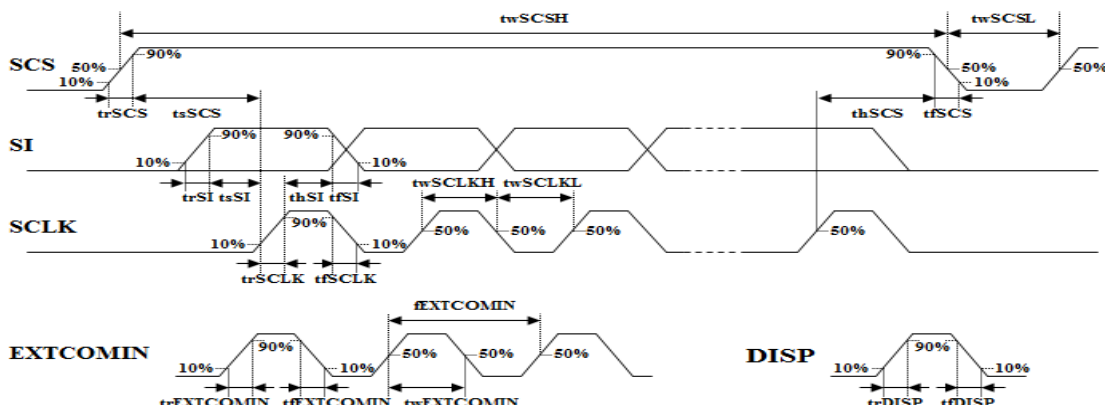 twSCSH twSCSL
SCS 50% 90% 90% 50% 50%
10% 10%
trSCS tsSCS thSCS tfSCS
SI 90% 90%
10% 10%
trSI tsSI thSI tfSI twSCLKH twSCLKL
SCLK 90% 50% 50% 50% 50%
10% 10%
trSCLK tfSCLK
fEXTCOMIN
EXTCOMIN 90% 50% 50% 50% DISP 90%
10% 10% 10% 10%
trEXTCOMIN tfEXTCOMIN twEXTCOMIN trDISP tfDISP